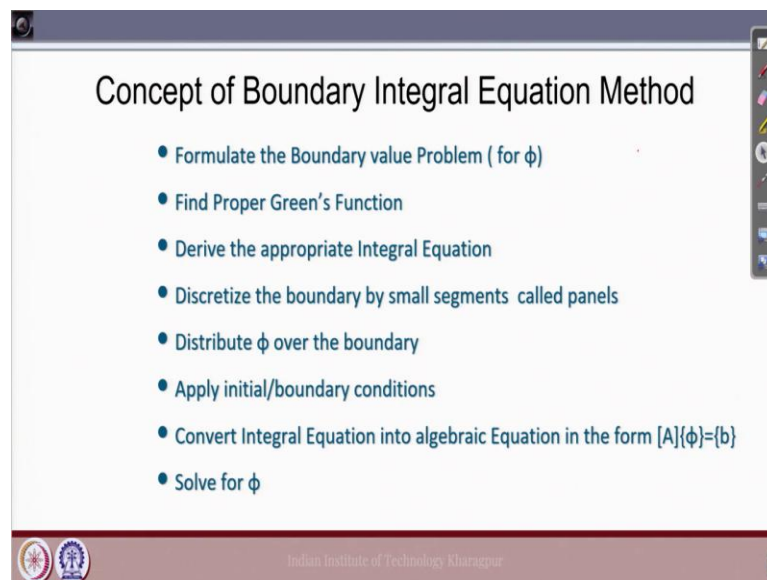 Concept of Boundary Integral Equation Method
• Formulate the Boundary value Problem ( for ϕ)
• Find Proper Green's Function
• Derive the appropriate Integral Equation
• Discretize the boundary by small segments called panels
• Distribute ϕ over the boundary
• Apply initial/boundary conditions
• Convert Integral Equation into algebraic Equation in the form [A]{ϕ}={b}
• Solve for ϕ
Indian Institute of Technology Kharagpur